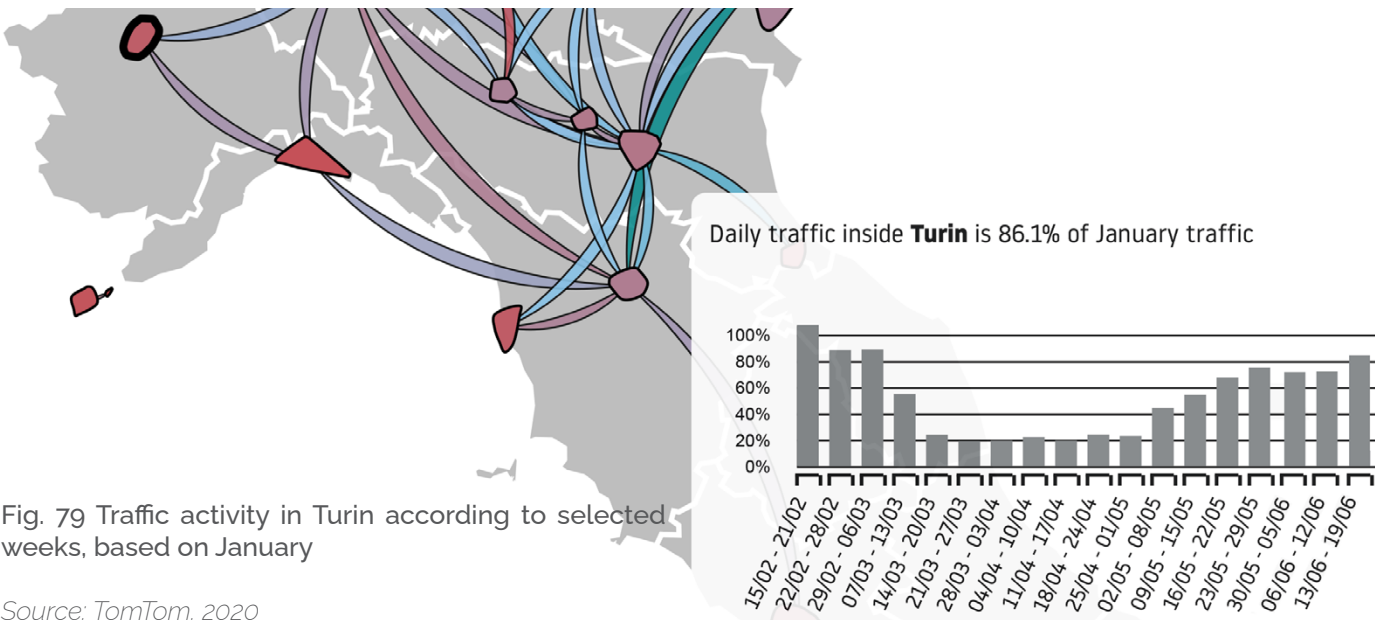 Daily traffic inside Turin is 86.1% of January traffic
100%
80%
60%
40%
20%
0%
15/02 - 21/02
22/02 - 28/02
29/02 - 06/03
07/03 - 13/03
14/03 - 20/03
21/03 - 27/03
28/03 - 03/04
04/04 - 10/04
11/04 - 17/04
18/04 - 24/04
25/04 - 01/05
02/05 - 08/05
09/05 - 15/05
16/05 - 22/05
23/05 - 29/05
30/05 - 05/06
06/06 - 12/06
13/06 - 19/06
Fig. 79 Traffic activity in Turin according to selected
weeks, based on January
Source: TomTom, 2020